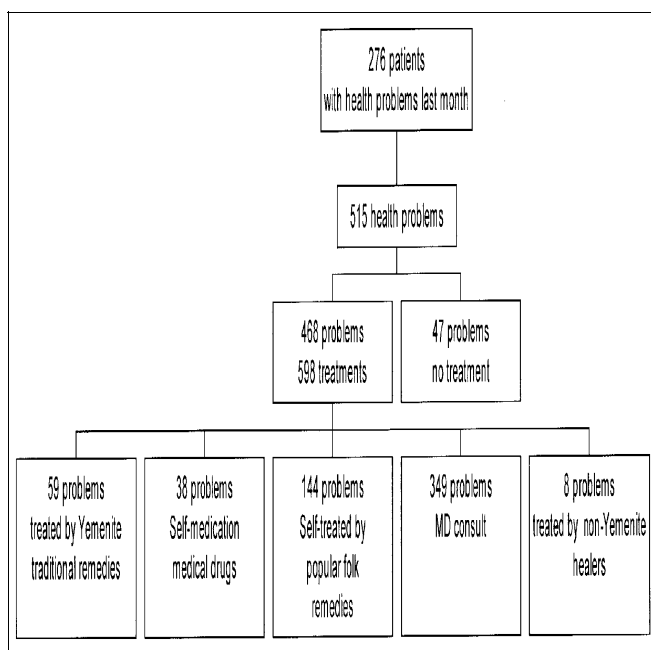 276 patients
with health problems last month
515 health problems
468 problems
598 treatments
47 problems
no treatment
59 problems
treated by Yemenite
traditional remedies
38 problems
Self-medication
medical drugs
144 problems
Self-treated by
popular folk
remedies
349 problems
MD consult
8 problems
treated by non-Yemenite
healers